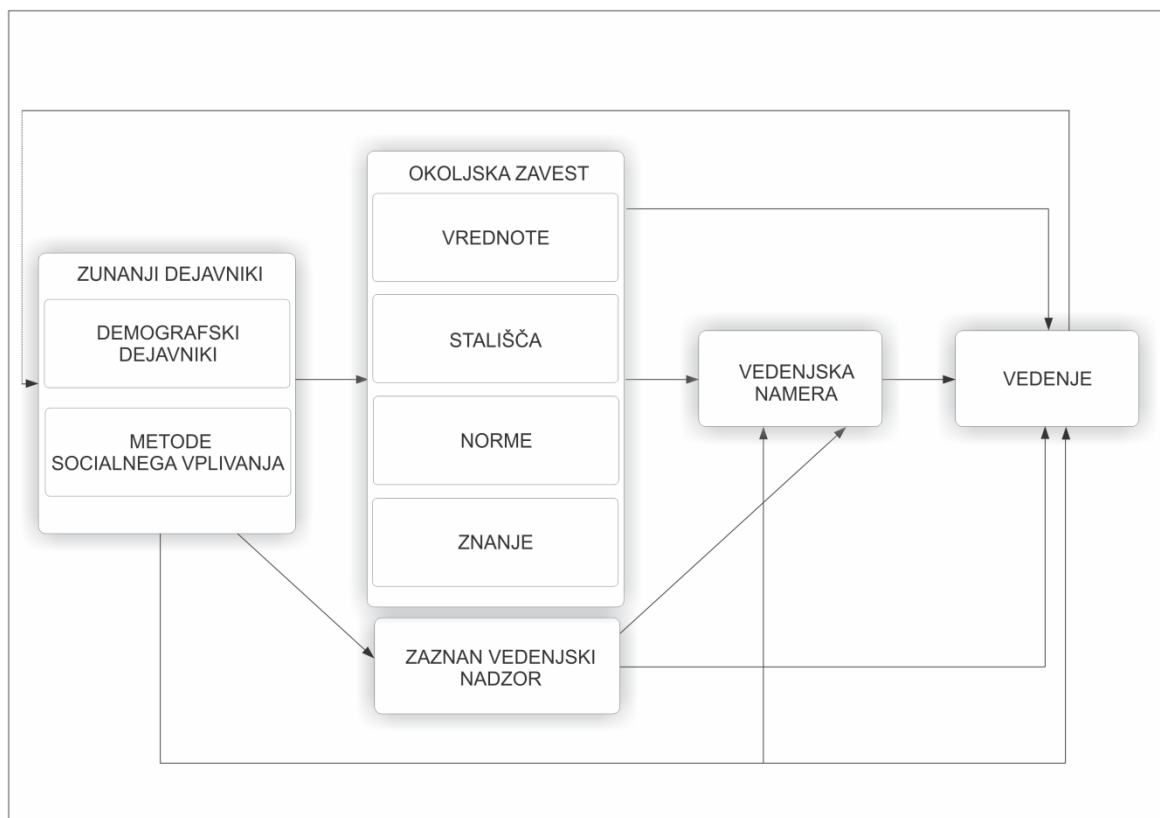 ZUNANJI DEJAVNIKI
DEMOGRAFSKI
DEJAVNIKI
METODE
SOCIALNEGA VPLIVANJA
OKOLJSKA ZAVEST
VREDNOTE
STALIŠČA
NORME
ZNANJE
ZAZNAN VEDENJSKI
NADZOR
VEDENJSKA
NAMERA
VEDENJE